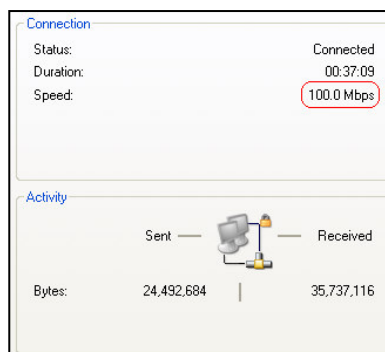 Connection
Status: Connected
Duration: 00:37:09
Speed: 100.0 Mbps
Activity
Sent — — Received
Bytes: 24,492,684 | 35,737,116